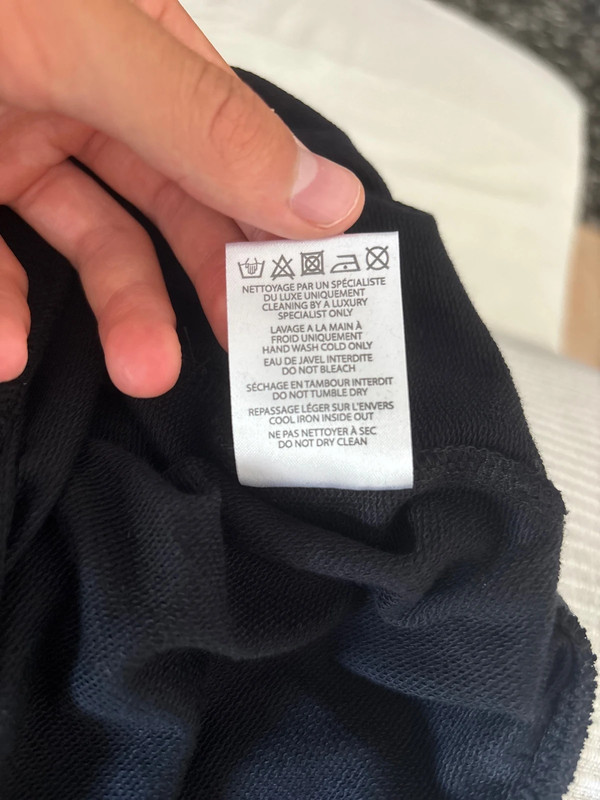 NETTOYAGE PAR UN SPÉCIALISTE
DU LUXE UNIQUEMENT
CLEANING BY A LUXURY
SPECIALIST ONLY
LAVAGE A LA MAIN À
FROID UNIQUEMENT
HAND WASH COLD ONLY
EAU DE JAVEL INTERDITE
DO NOT BLEACH
SÉCHAGE EN TAMBOUR INTERDIT
DO NOT TUMBLE DRY
REPASSAGE LÉGER SUR L'ENVERS
COOL IRON INSIDE OUT
NE PAS NETTOYER À SEC
DO NOT DRY CLEAN